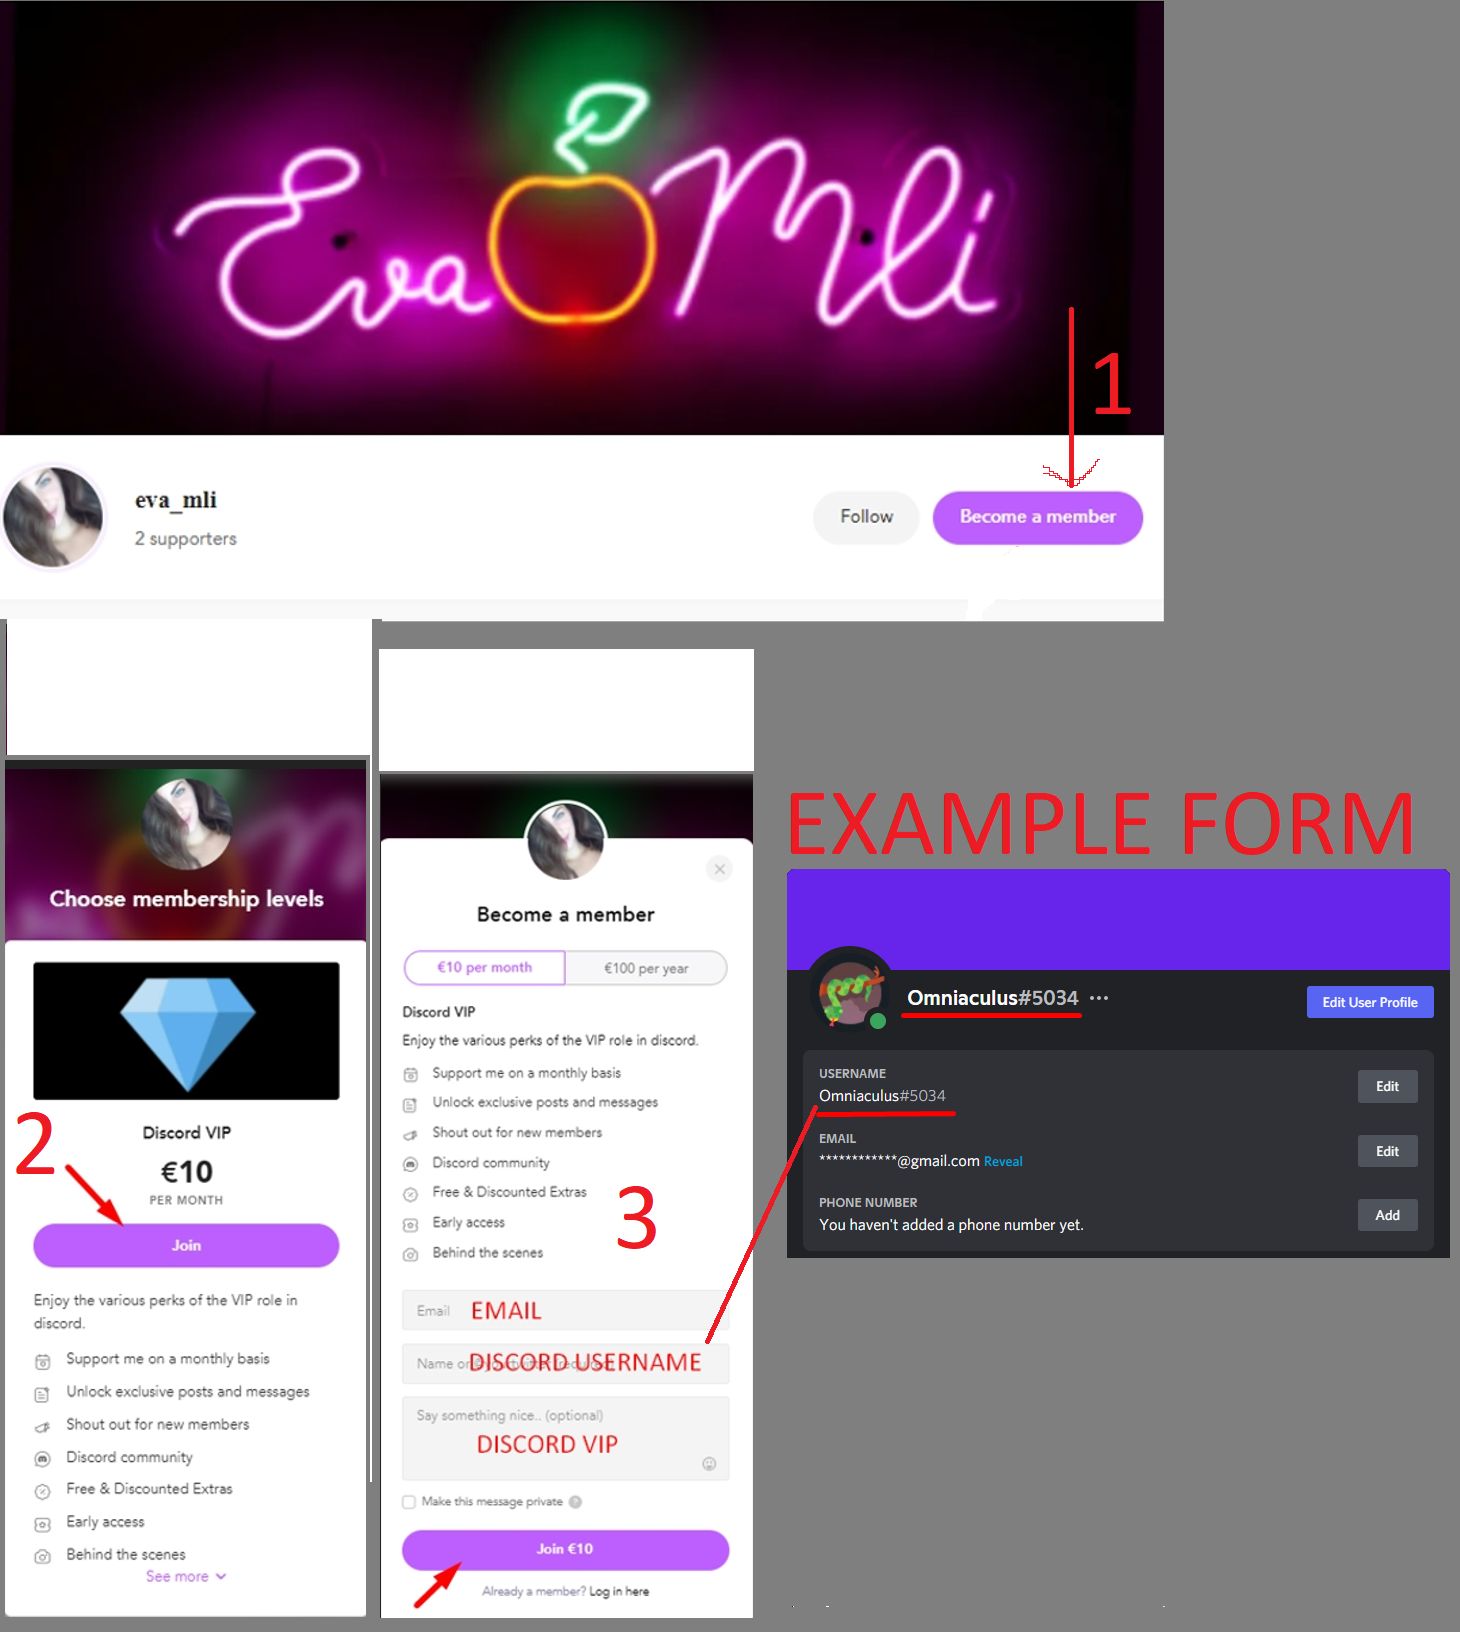 Eva Mli
1
eva_mli
2 supporters
Follow
Become a member
Choose membership levels
2
Discord VIP
€10
PER MONTH
Join
Enjoy the various perks of the VIP role in
discord.
Support me on a monthly basis
Unlock exclusive posts and messages
Shout out for new members
Discord community
Free & Discounted Extras
Early access
Behind the scenes
See more
Become a member
€10 per month
€100 per year
Discord VIP
Enjoy the various perks of the VIP role in discord.
Support me on a monthly basis
Unlock exclusive posts and messages
Shout out for new members
Discord community
Free & Discounted Extras
3
Early access
Behind the scenes
Email EMAIL
Name or DISCORD USERNAME
Say something nice.. (optional)
DISCORD VIP
Make this message private ?
Join €10
Already a member? Log in here
EXAMPLE FORM
Omniaculus#5034
Edit User Profile
USERNAME
Omniaculus#5034
Edit
EMAIL
************@gmail.com Reveal
Edit
PHONE NUMBER
You haven't added a phone number yet.
Add